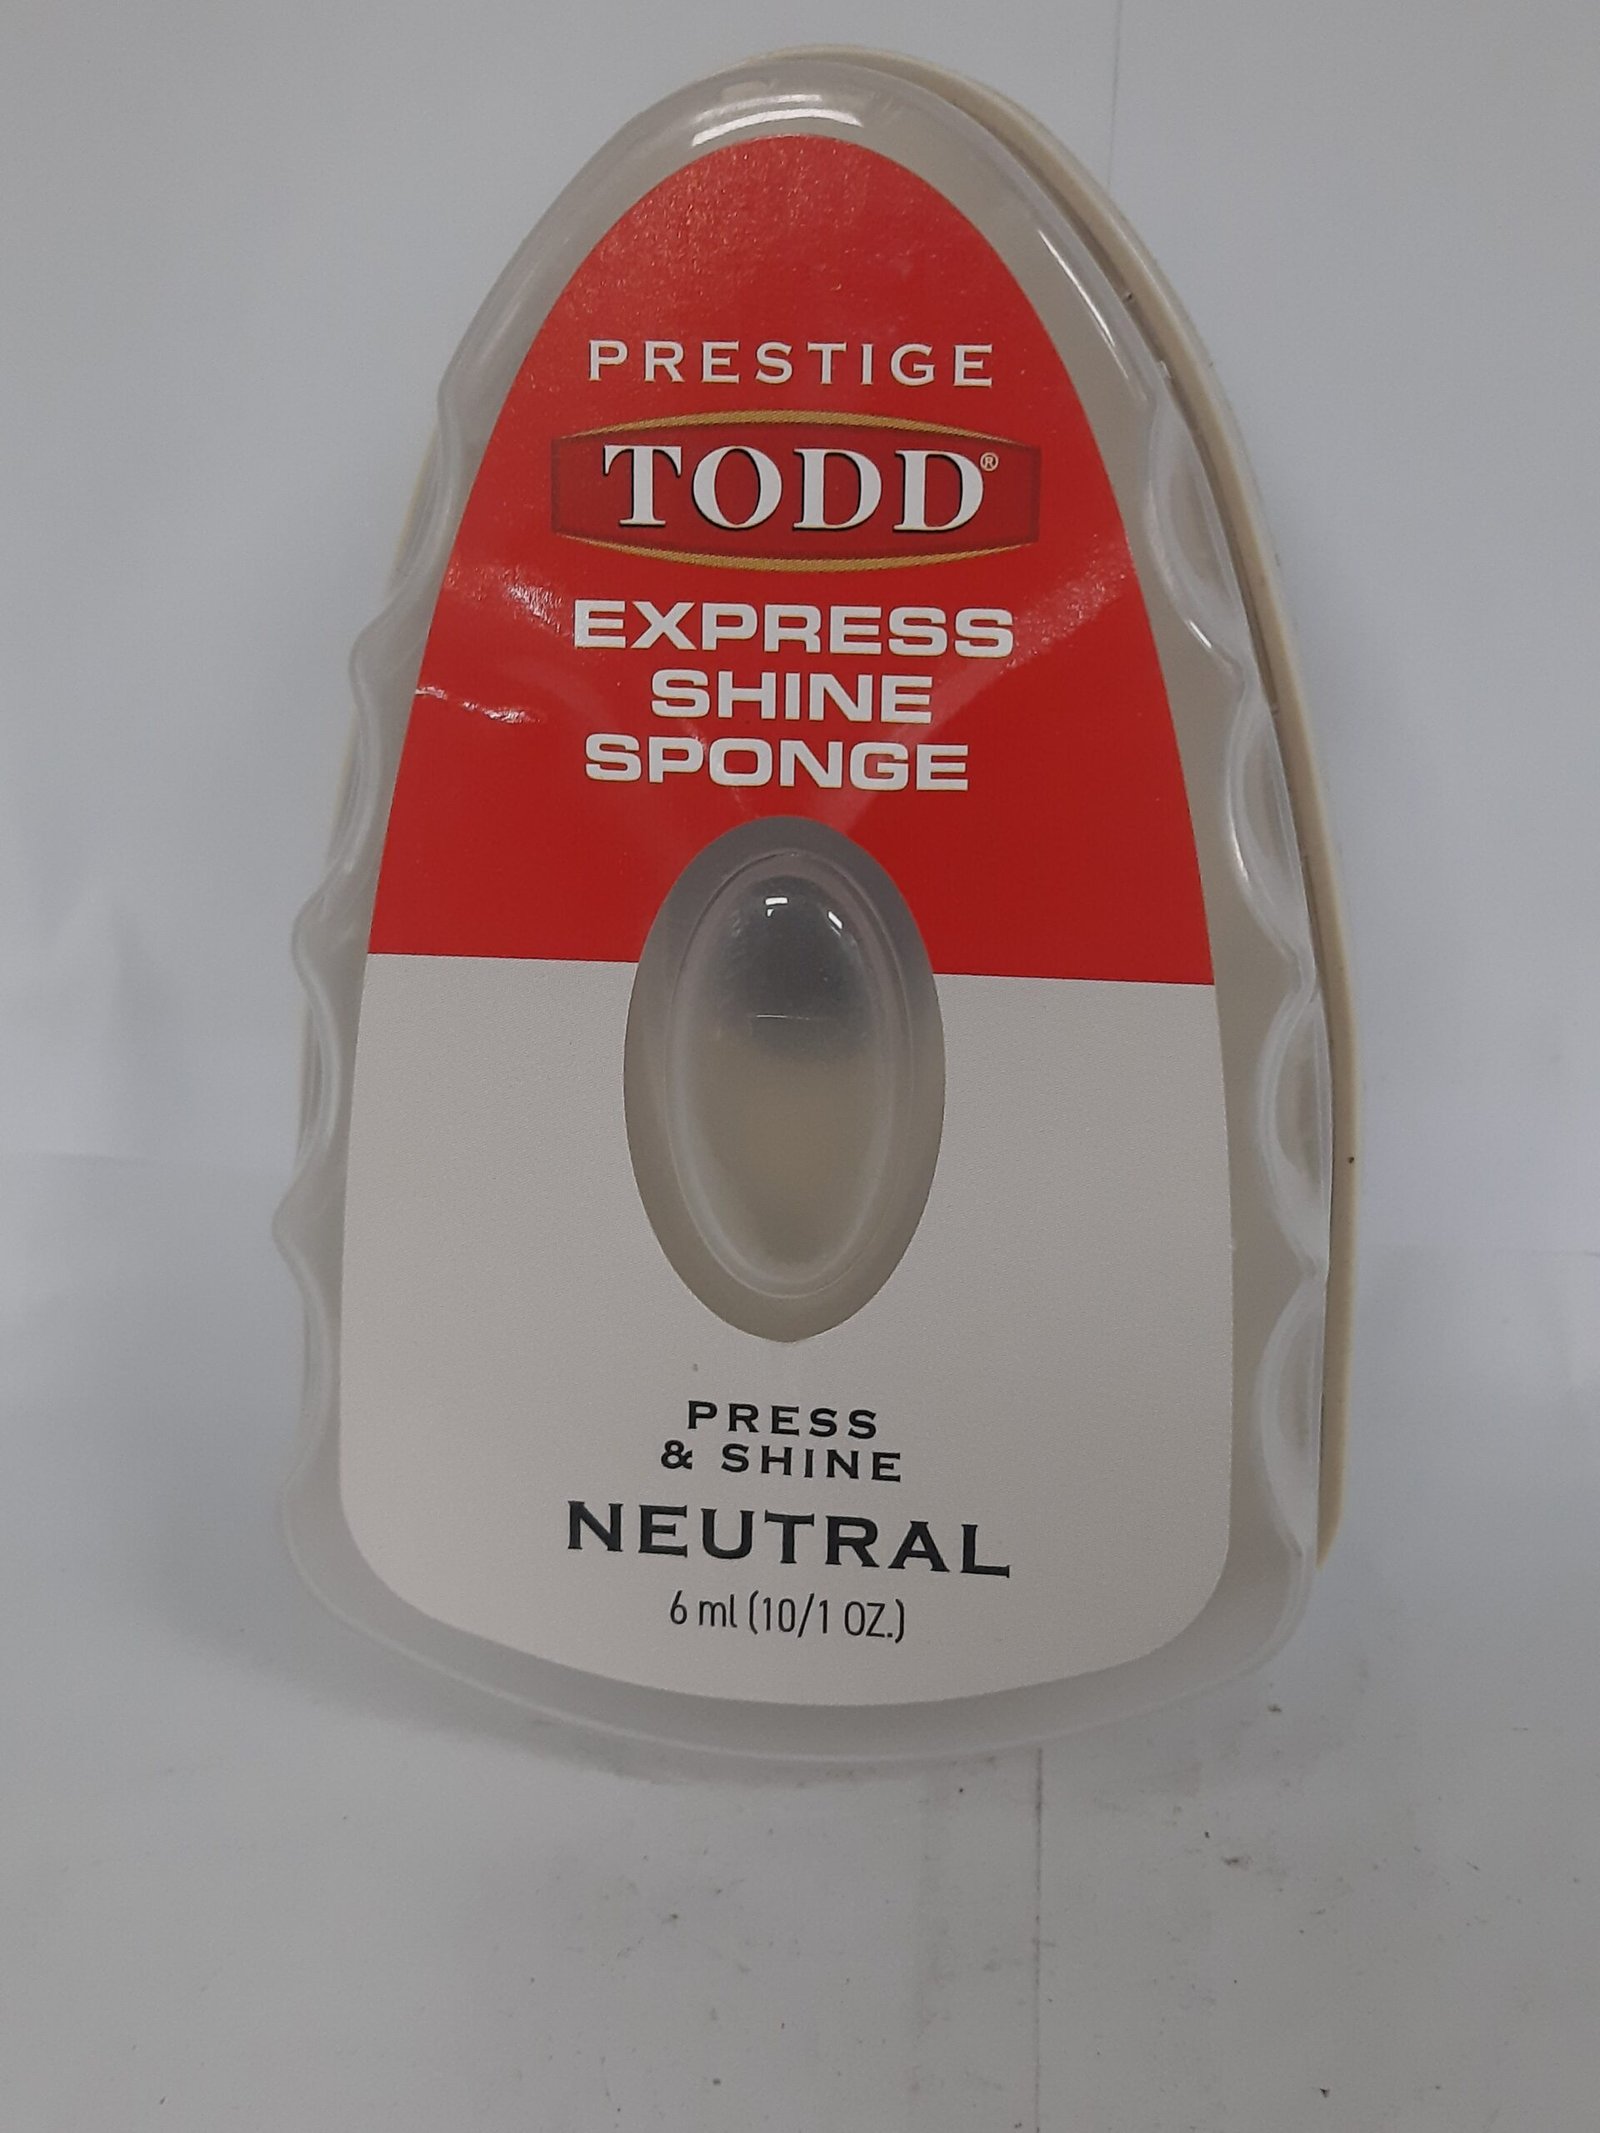 PRESTIGE
TODD®
EXPRESS
SHINE
SPONGE
PRESS
& SHINE
NEUTRAL
6 ml (10/1 OZ.)